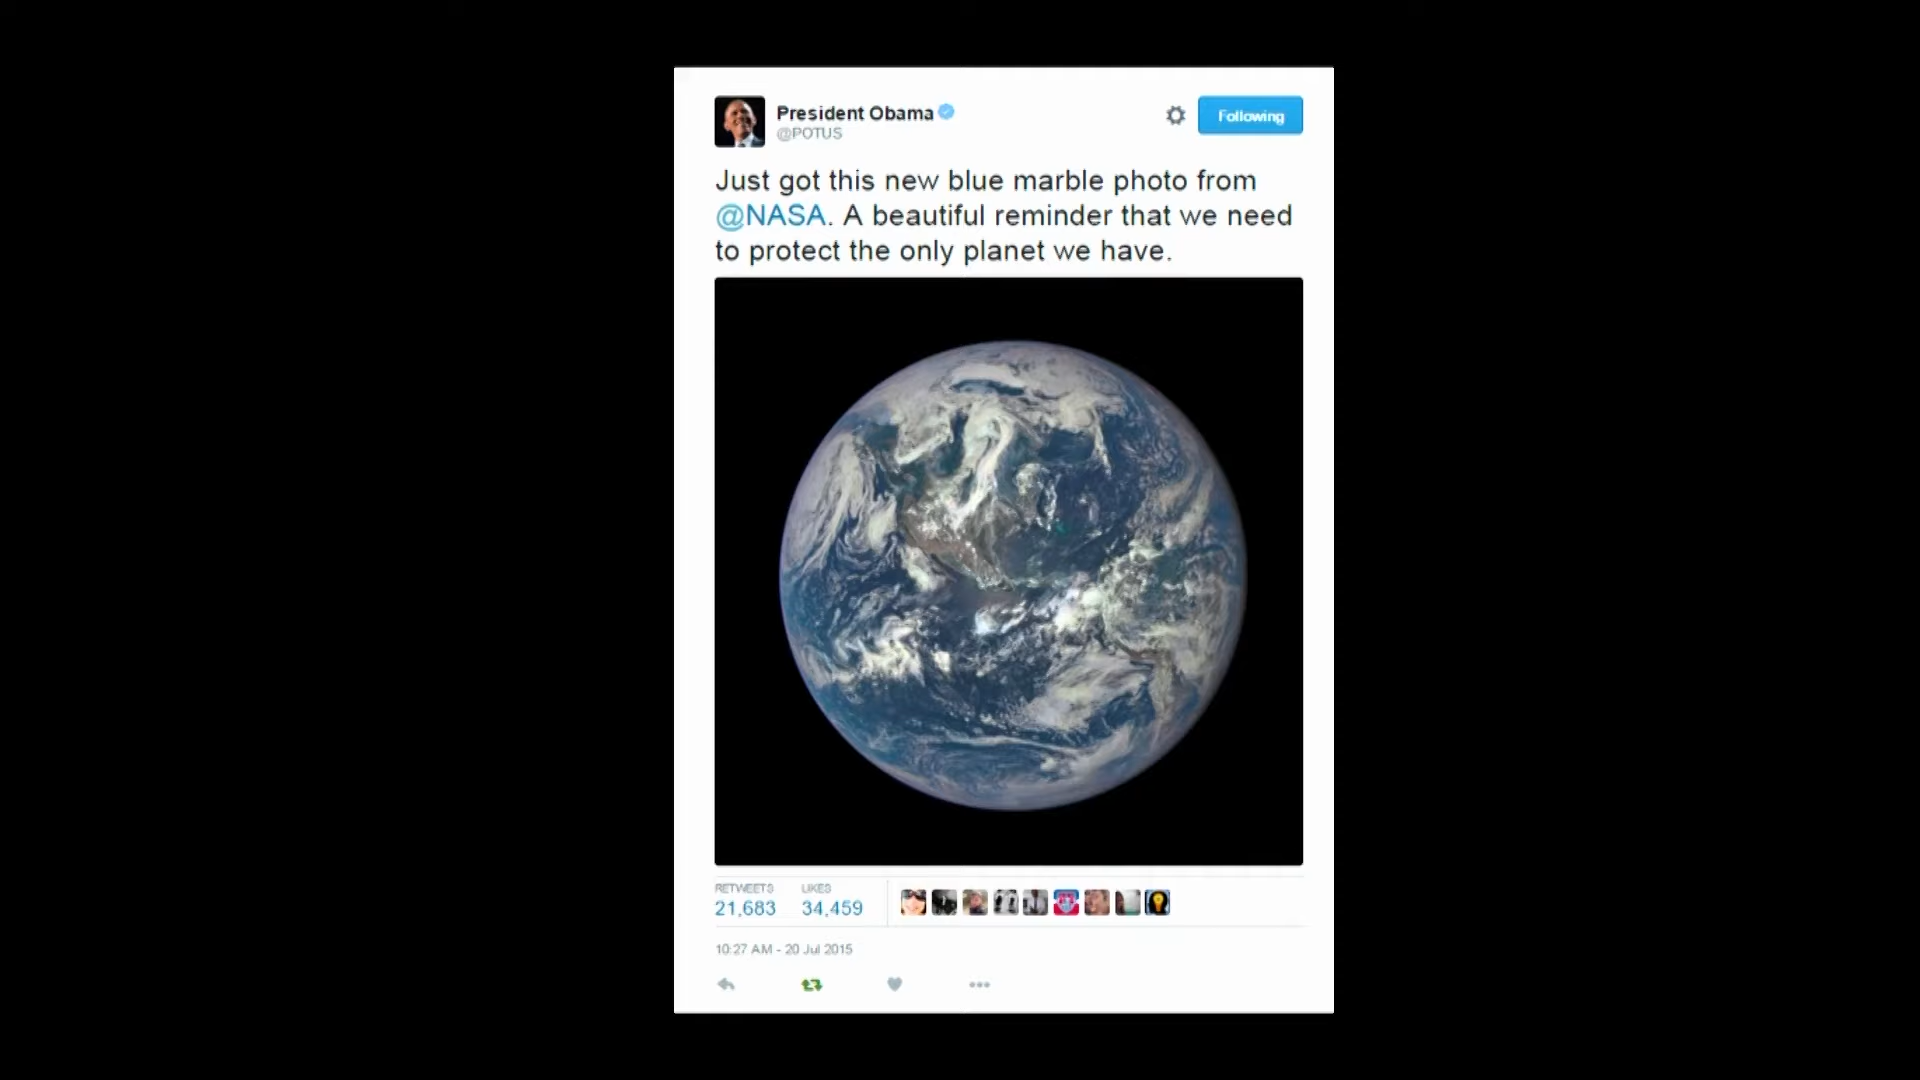 President Obama
@POTUS
Following
Just got this new blue marble photo from
@NASA. A beautiful reminder that we need
to protect the only planet we have.
RETWEETS
21,683
LIKES
34,459
10:27 AM - 20 Jul 2015